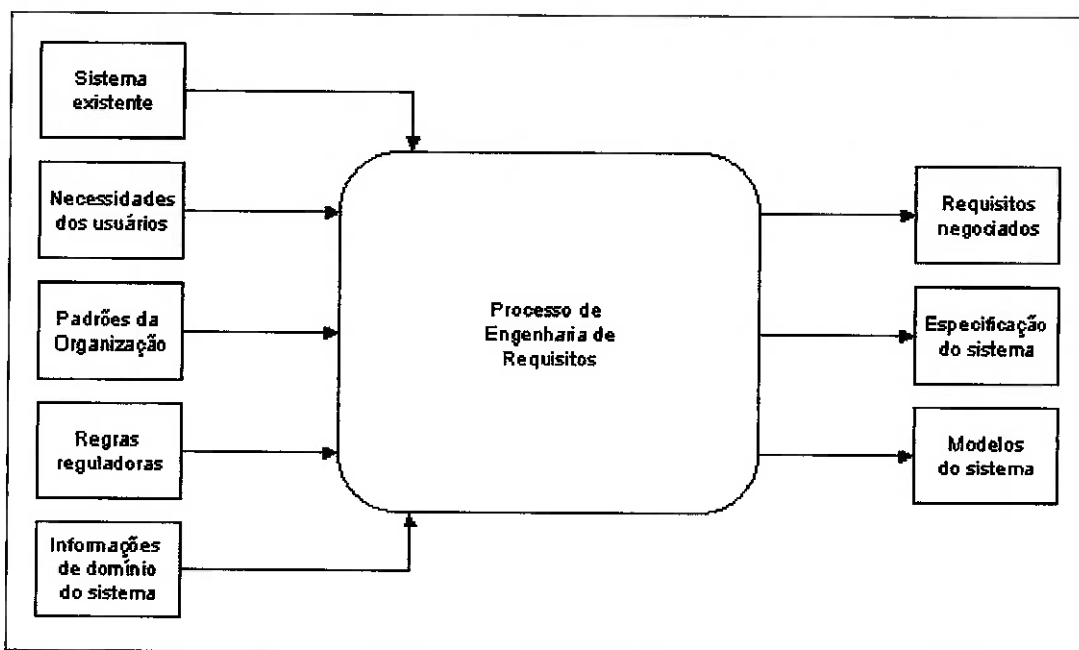 Sistema
existente
Necessidades
dos usuários
Padrões da
Organização
Regras
reguladoras
Informações
de domínio
do sistema
Processo de
Engenharia de
Requisitos
Requisitos
negociados
Especificação
do sistema
Modelos
do sistema